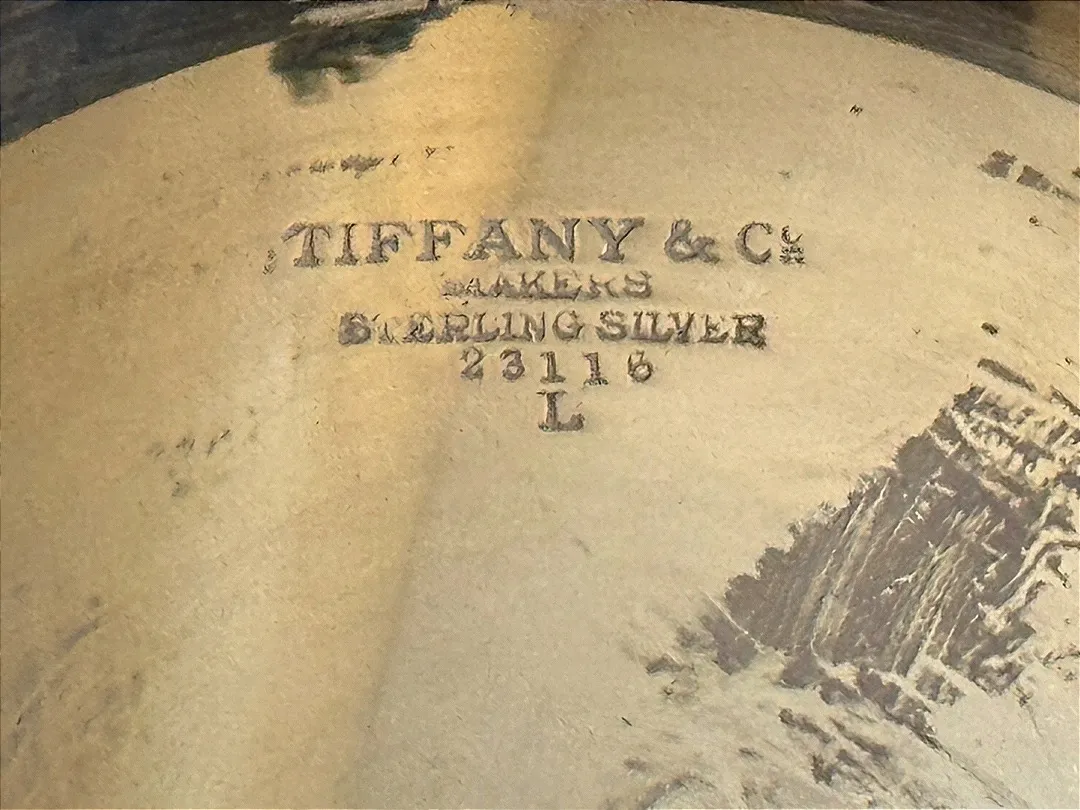 TIFFANY & Co
MAKERS
STERLING SILVER
23116
L